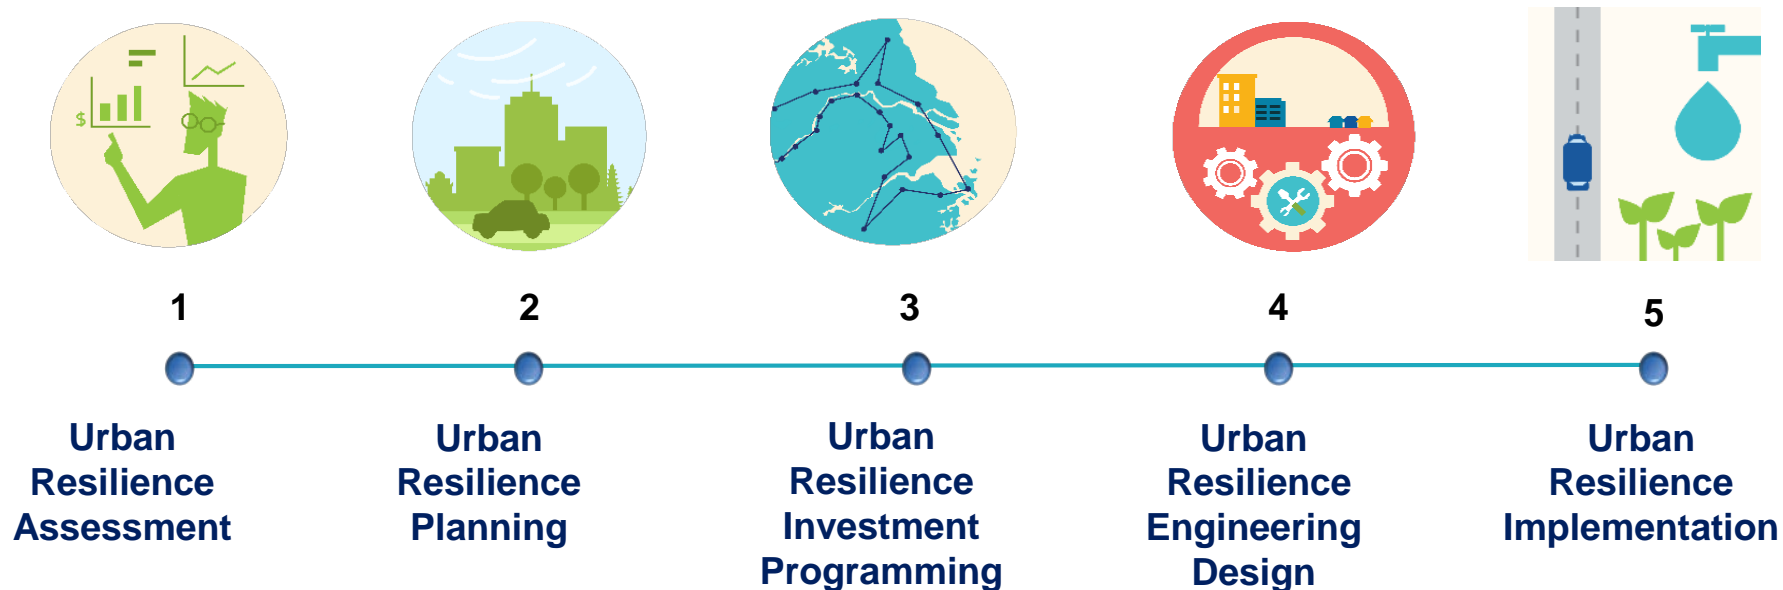 $
1
2
3
4
5
Urban
Resilience
Assessment
Urban
Resilience
Planning
Urban
Resilience
Investment
Programming
Urban
Resilience
Engineering
Design
Urban
Resilience
Implementation